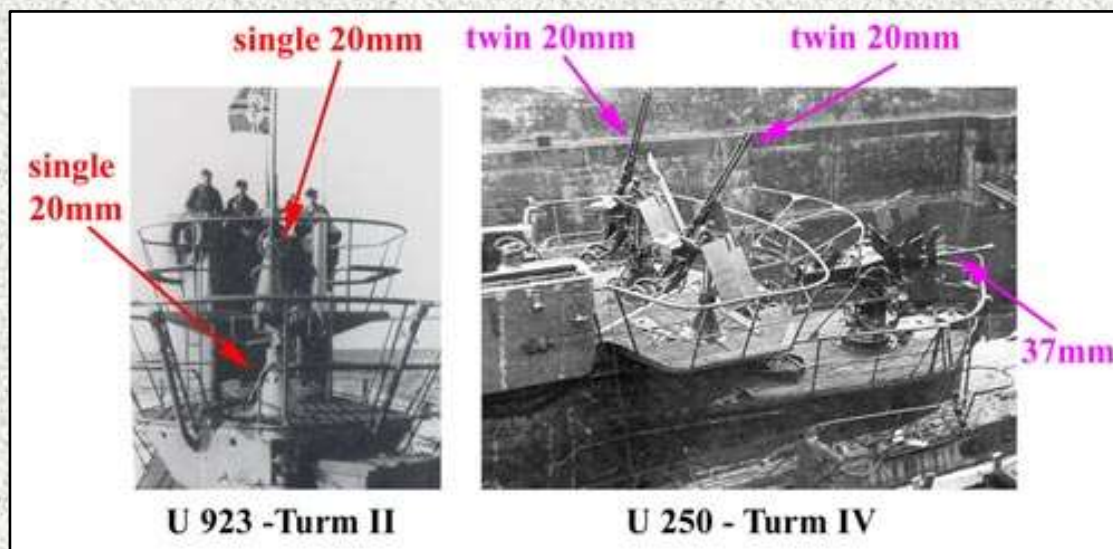 single 20mm
single
20mm
twin 20mm
twin 20mm
37mm
U 923 -Turm II
U 250 - Turm IV